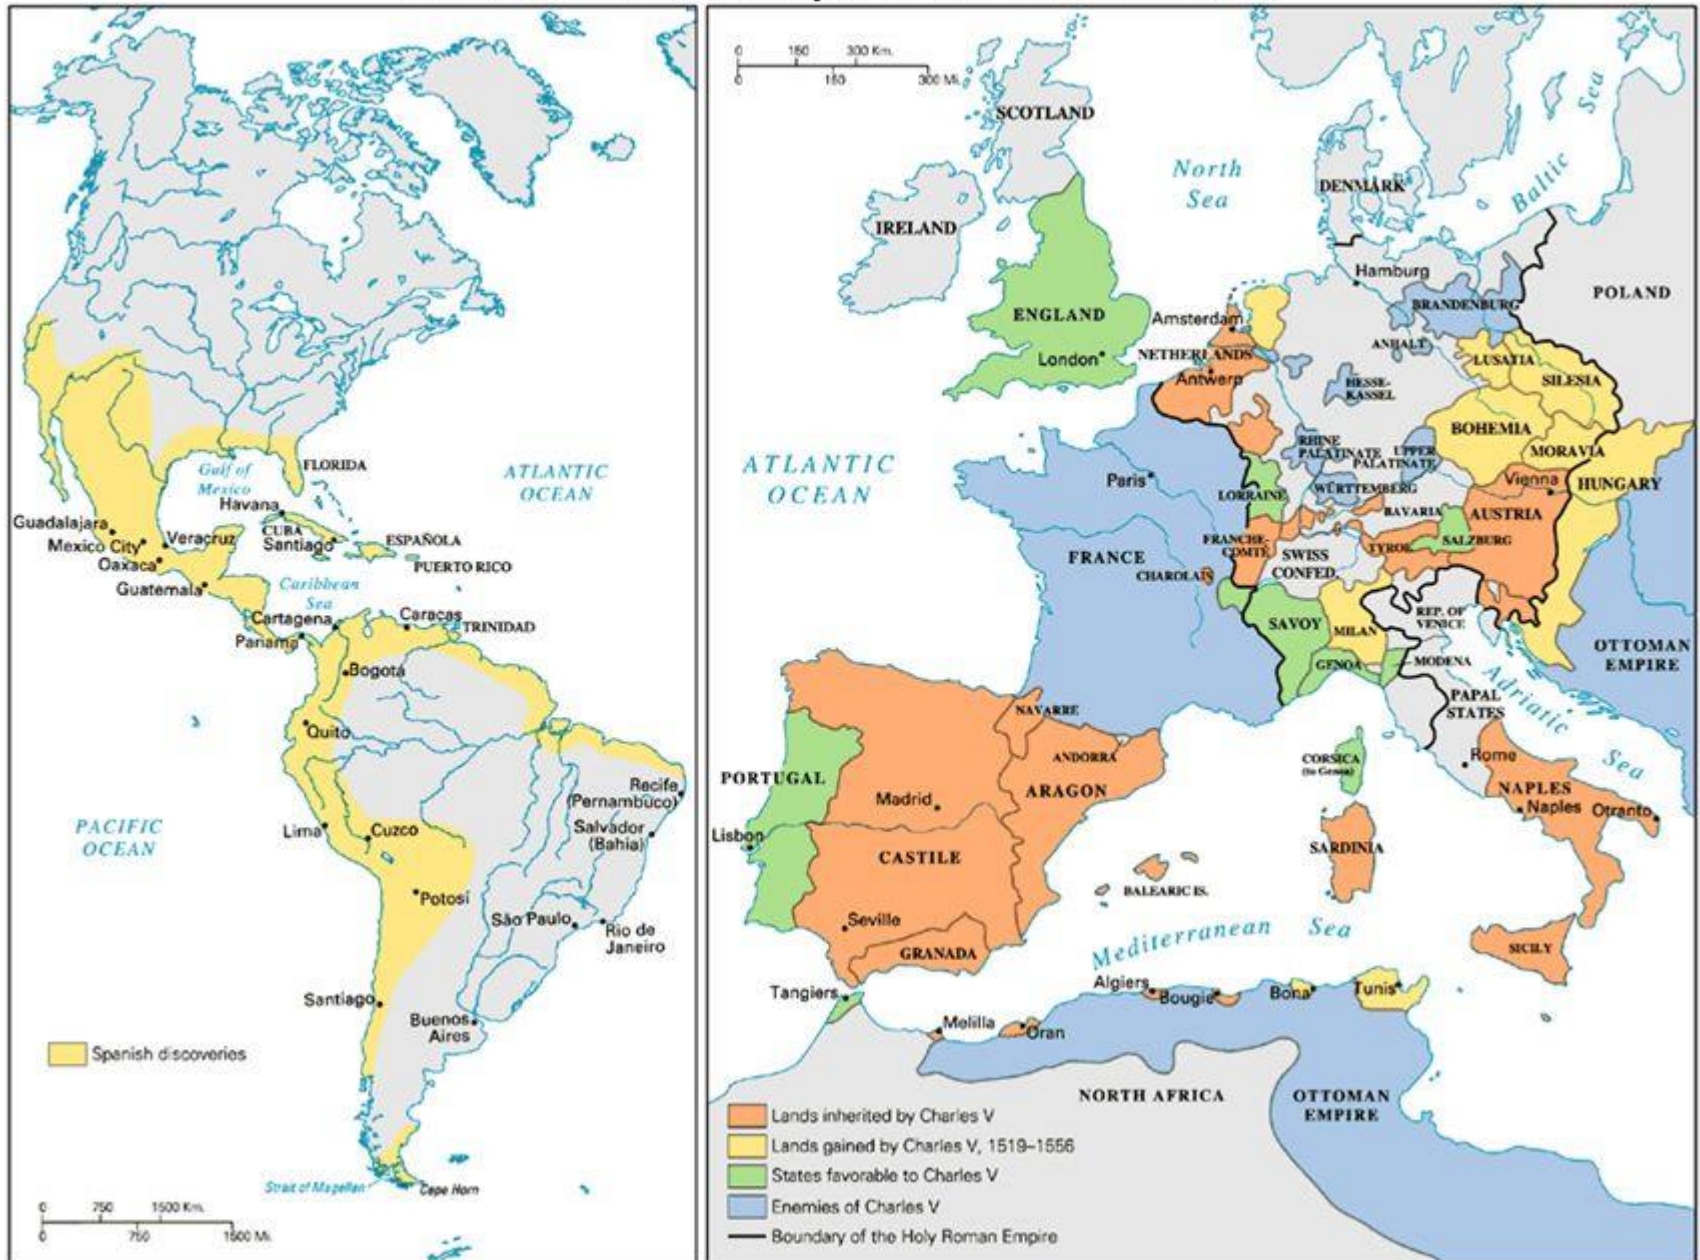 FLORIDA
Gulf of
Mexico
ATLANTIC
OCEAN
Havana
Guadalajara
Mexico City
Veracruz
CUBA
Santiago
ESPAÑOLA
Oaxaca
PUERTO RICO
Guatemala
Caribbean
Sea
Cartagena
Caracas
TRINIDAD
Panama
Bogotá
Quito
Recife
(Pernambuco)
PACIFIC
OCEAN
Lima
Cuzco
Salvador
(Bahia)
Potosí
São Paulo
Rio de
Janeiro
Santiago
Buenos
Aires
Spanish discoveries
Strait of Magellan
Cape Horn
0 750 1500 Km.
0 750 1500 Mi.
0 150 300 Km.
0 150 300 Mi.
SCOTLAND
North
Sea
Baltic Sea
DENMARK
IRELAND
Hamburg
POLAND
BRANDENBURG
ENGLAND
Amsterdam
ANHALT
London
NETHERLANDS
LUSATIA
Antwerp
HESSE-
KASSEL
SILESIA
BOHEMIA
RHINE
PALATINATE
UPPER
PALATINATE
MORAVIA
ATLANTIC
OCEAN
Paris
LORRAINE
WÜRTTEMBERG
Vienna
HUNGARY
BAVARIA
AUSTRIA
FRANCE
FRANCHE-
COMTÉ
SWISS
CONFED.
TYROL
SALZBURG
CHAROLAIS
SAVOY
MILAN
REP. OF
VENICE
OTTOMAN
EMPIRE
GENOA
MODENA
Adriatic Sea
PAPAL
STATES
NAVARRE
ANDORRA
CORSICA
(to Genoa)
Rome
PORTUGAL
ARAGON
Madrid
NAPLES
Naples
Otranto
Lisbon
CASTILE
SARDINIA
BALEARIC IS.
Seville
Mediterranean Sea
GRANADA
SICILY
Tangiers
Algiers
Bougie
Bona
Tunis
Melilla
Oran
NORTH AFRICA
OTTOMAN
EMPIRE
Lands inherited by Charles V
Lands gained by Charles V, 1519–1556
States favorable to Charles V
Enemies of Charles V
Boundary of the Holy Roman Empire